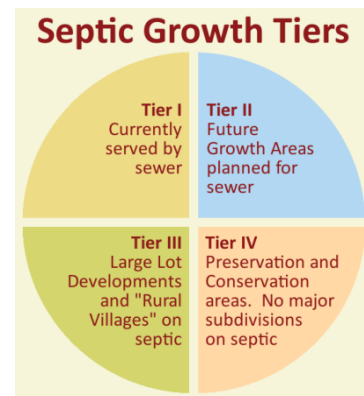 Septic Growth Tiers
Tier I
Currently
served by
sewer
Tier II
Future
Growth Areas
planned for
sewer
Tier III
Large Lot
Developments
and "Rural
Villages" on
septic
Tier IV
Preservation and
Conservation
areas.  No major
subdivisions
on septic